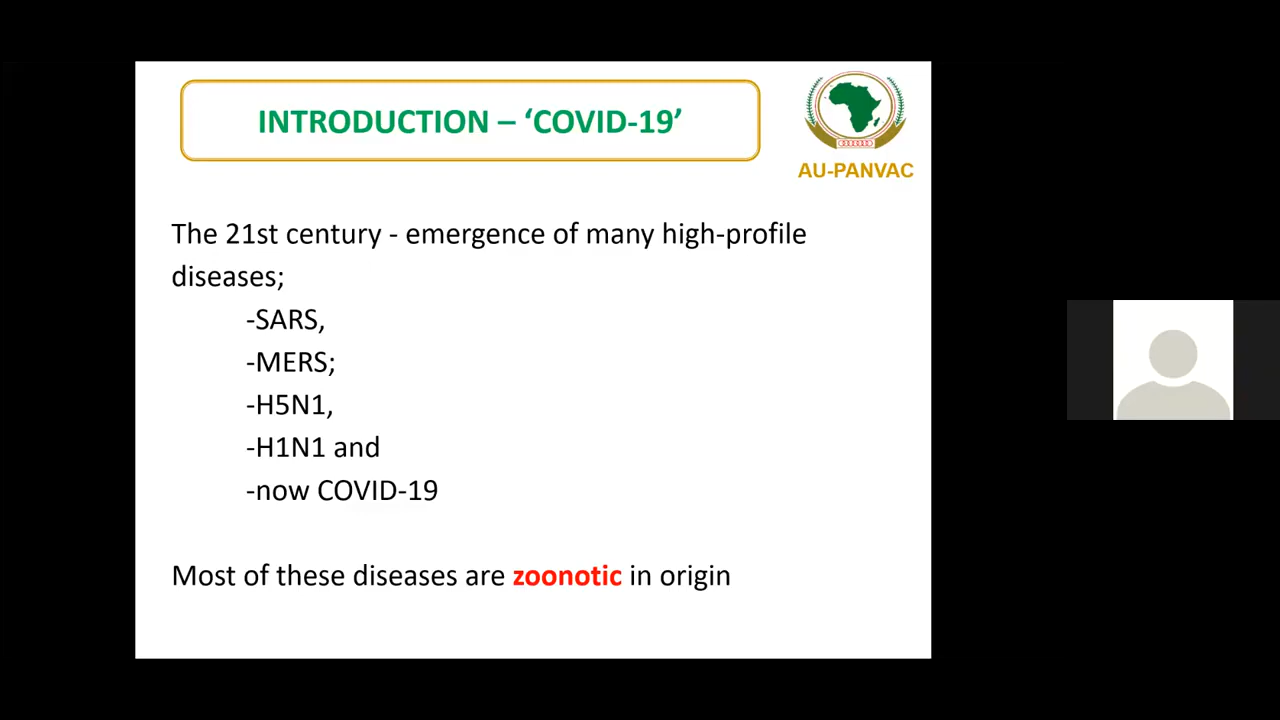 INTRODUCTION – ‘COVID-19’
AU-PANVAC
The 21st century - emergence of many high-profile
diseases;
-SARS,
-MERS;
-H5N1,
-H1N1 and
-now COVID-19
Most of these diseases are zoonotic in origin